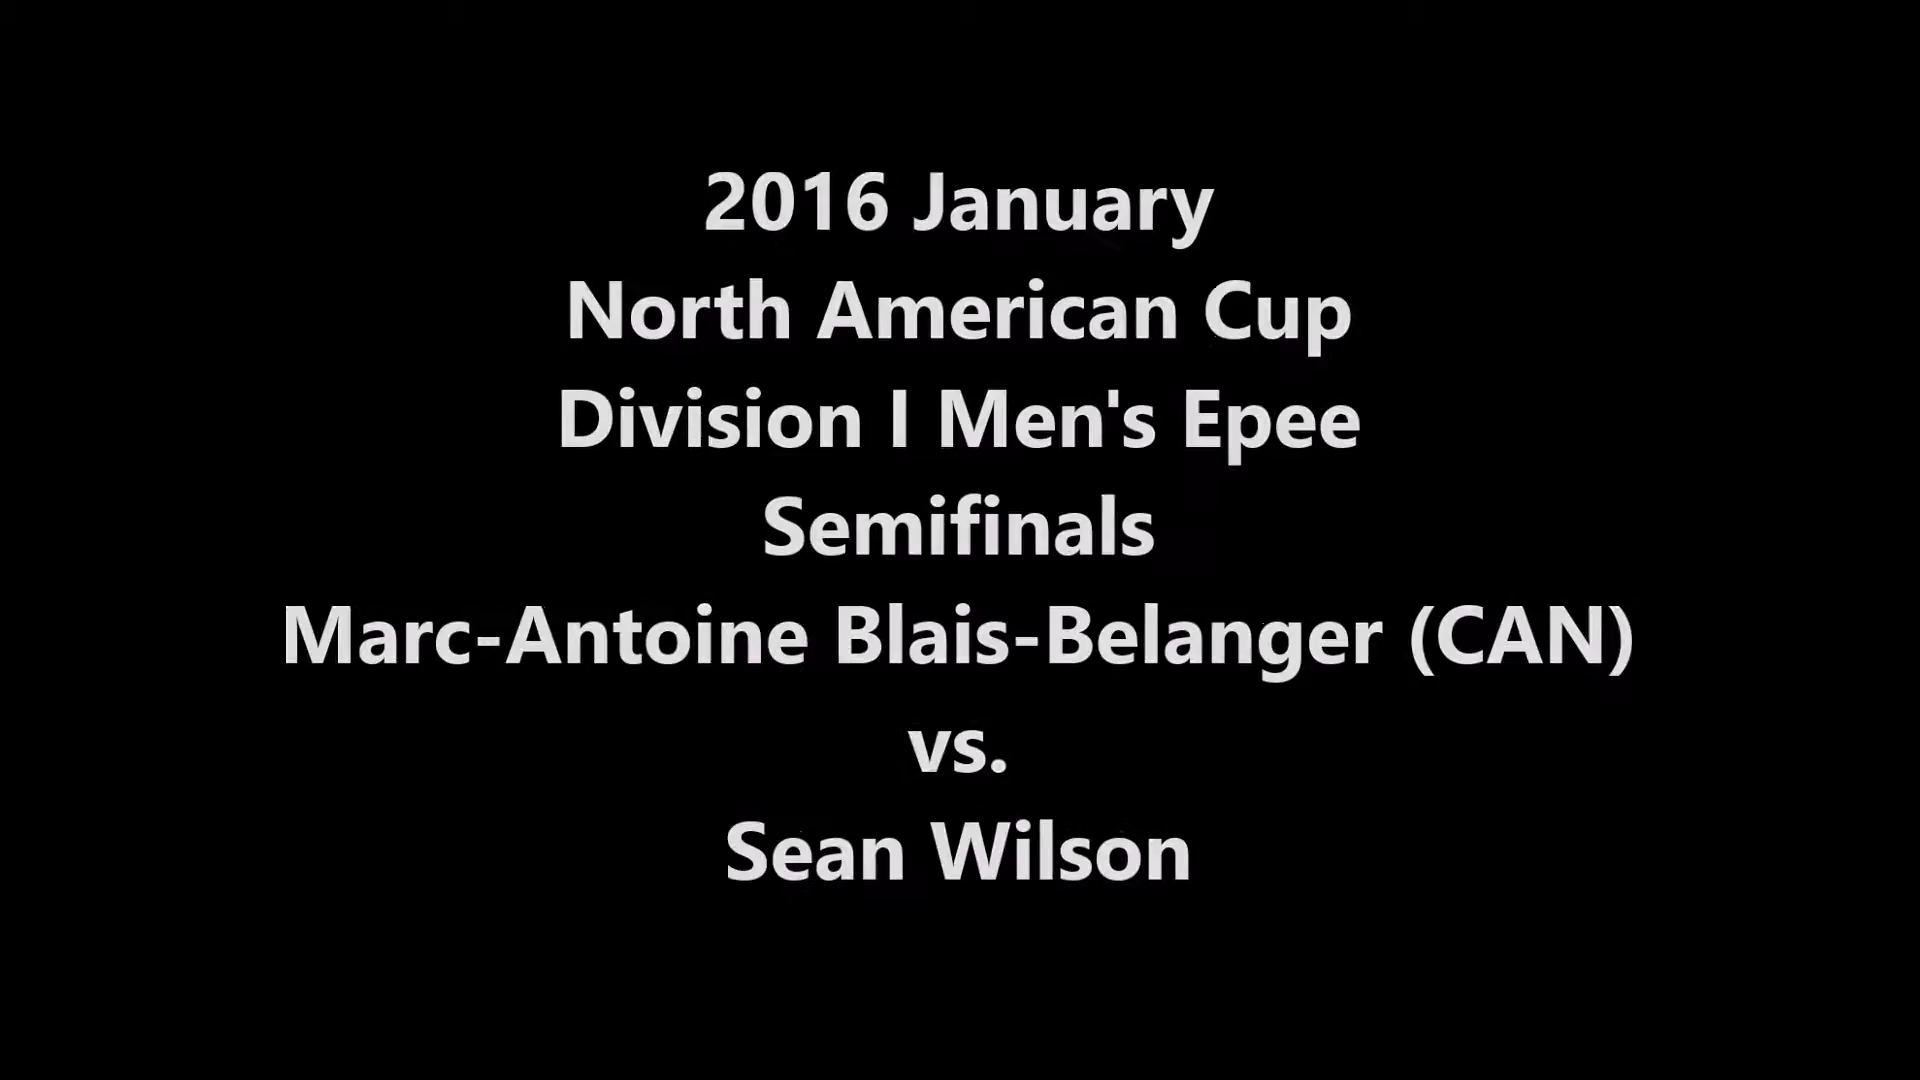 2016 January
North American Cup
Division I Men's Epee
Semifinals
Marc-Antoine Blais-Belanger (CAN)
vs.
Sean Wilson